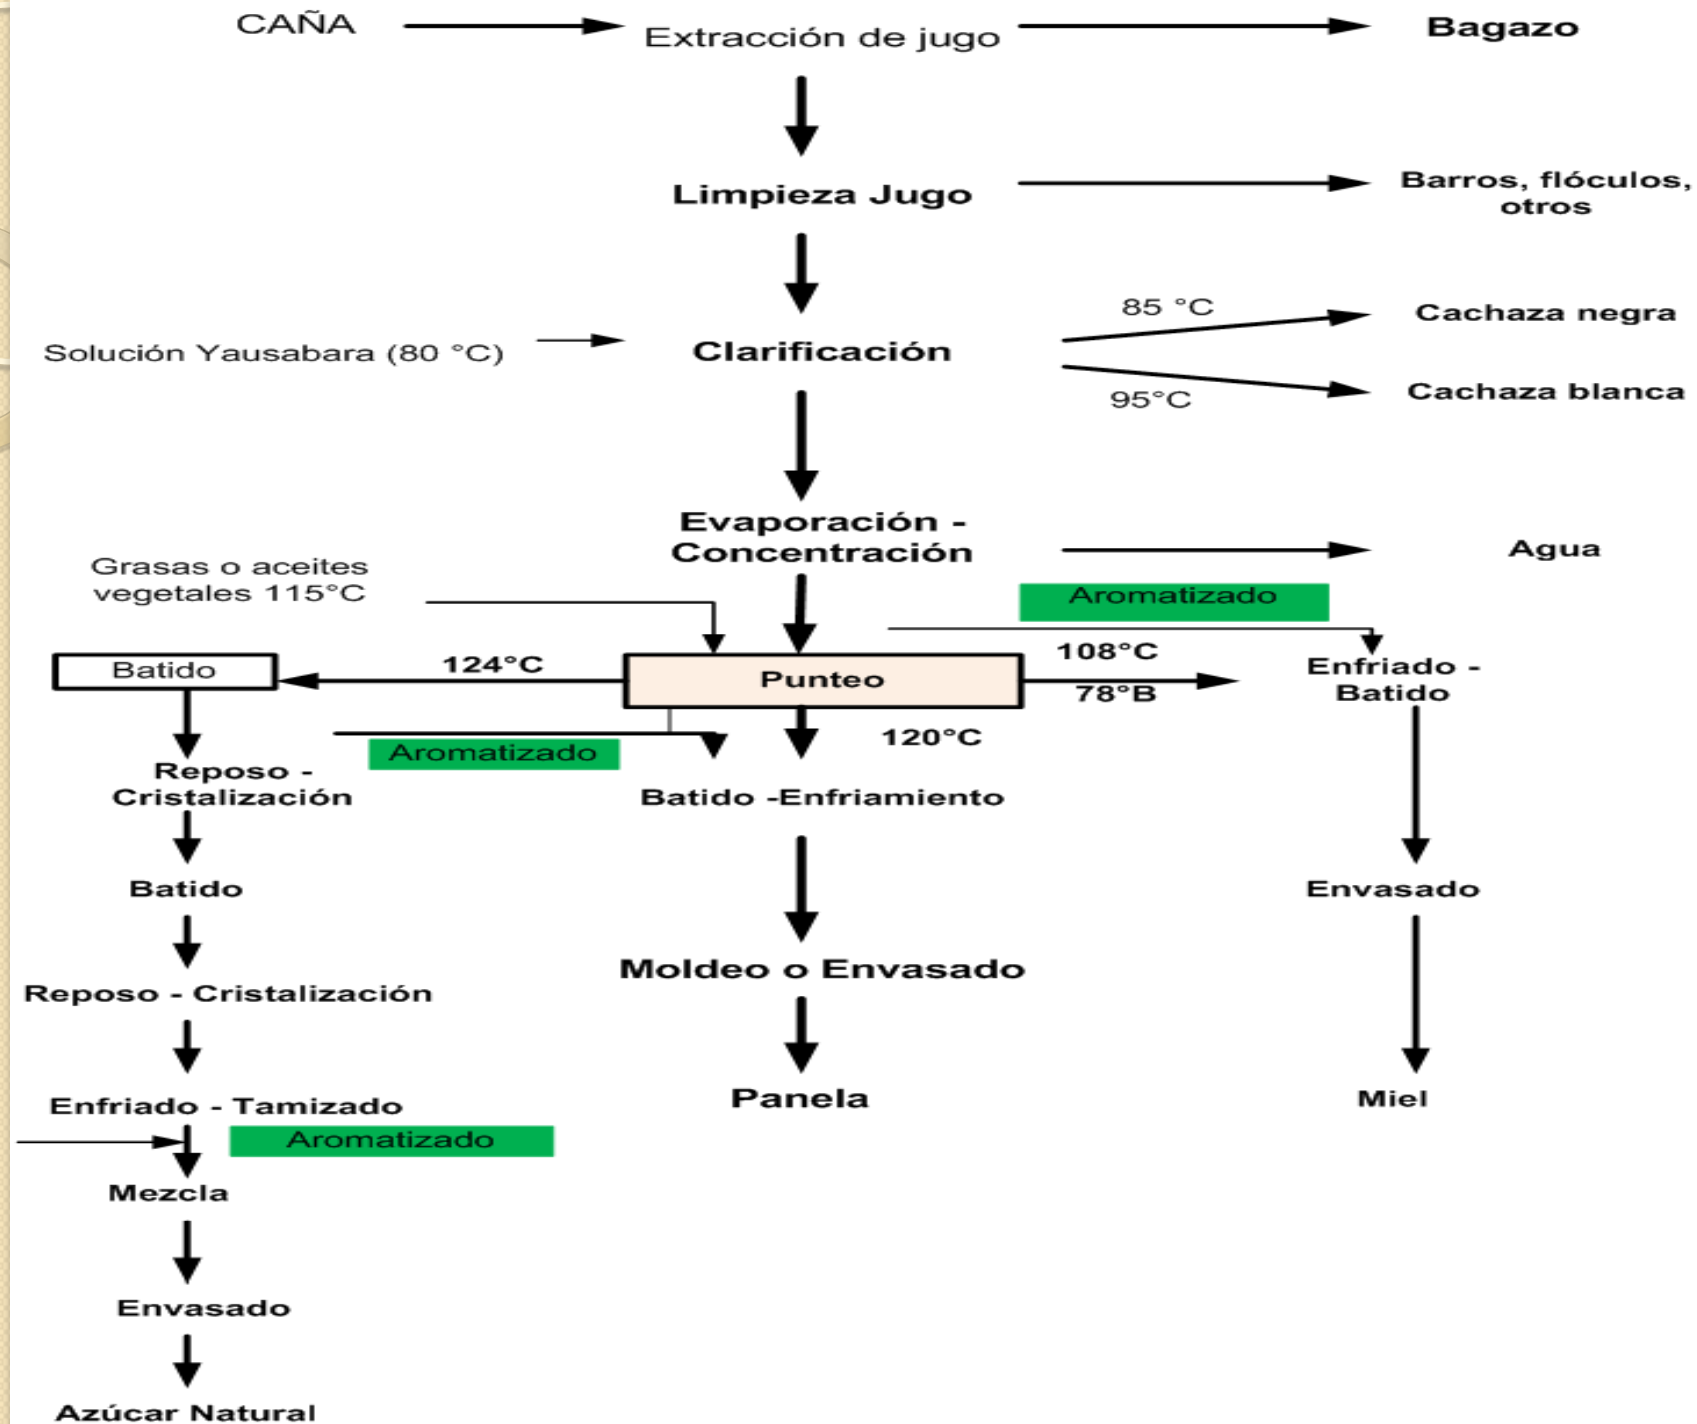 CAÑA
Extracción de jugo
Bagazo
Limpieza Jugo
Barros, flóculos,
otros
Solución Yausabara (80 °C)
Clarificación
85 °C
Cachaza negra
95°C
Cachaza blanca
Evaporación -
Concentración
Agua
Grasas o aceites
vegetales 115°C
Aromatizado
Batido
124°C
Punteo
108°C
78°B
Enfriado -
Batido
Aromatizado
120°C
Reposo -
Cristalización
Batido -Enfriamiento
Batido
Envasado
Reposo - Cristalización
Moldeo o Envasado
Enfriado - Tamizado
Panela
Miel
Aromatizado
Mezcla
Envasado
Azúcar Natural